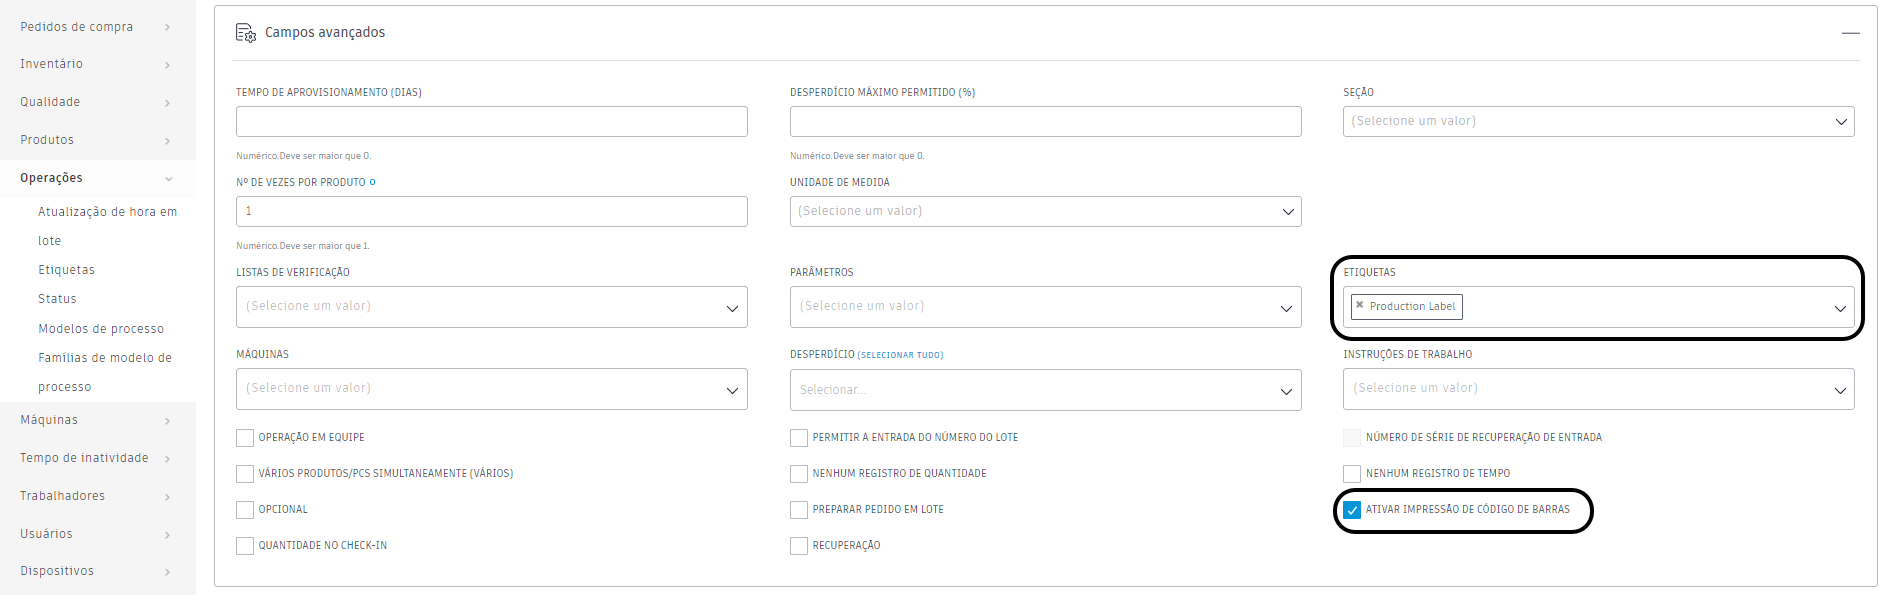 Pedidos de compra
Inventário
Qualidade
Produtos
Operações
Atualização de hora em
lote
Etiquetas
Status
Modelos de processo
Famílias de modelo de
processo
Máquinas
Tempo de inatividade
Trabalhadores
Usuários
Dispositivos
Campos avançados
TEMPO DE APROVISIONAMENTO (DIAS)
DESPERDÍCIO MÁXIMO PERMITIDO (%)
SEÇÃO
(Selecione um valor)
Numérico.Deve ser maior que 0.
Numérico.Deve ser maior que 0.
Nº DE VEZES POR PRODUTO
UNIDADE DE MEDIDA
1
(Selecione um valor)
Numérico.Deve ser maior que 1.
LISTAS DE VERIFICAÇÃO
PARÂMETROS
ETIQUETAS
(Selecione um valor)
(Selecione um valor)
Production Label
MÁQUINAS
DESPERDÍCIO (SELECIONAR TUDO)
INSTRUÇÕES DE TRABALHO
(Selecione um valor)
Selecionar...
(Selecione um valor)
OPERAÇÃO EM EQUIPE
PERMITIR A ENTRADA DO NÚMERO DO LOTE
NÚMERO DE SÉRIE DE RECUPERAÇÃO DE ENTRADA
VÁRIOS PRODUTOS/PCS SIMULTANEAMENTE (VÁRIOS)
NENHUM REGISTRO DE QUANTIDADE
NENHUM REGISTRO DE TEMPO
OPCIONAL
PREPARAR PEDIDO EM LOTE
ATIVAR IMPRESSÃO DE CÓDIGO DE BARRAS
QUANTIDADE NO CHECK-IN
RECUPERAÇÃO